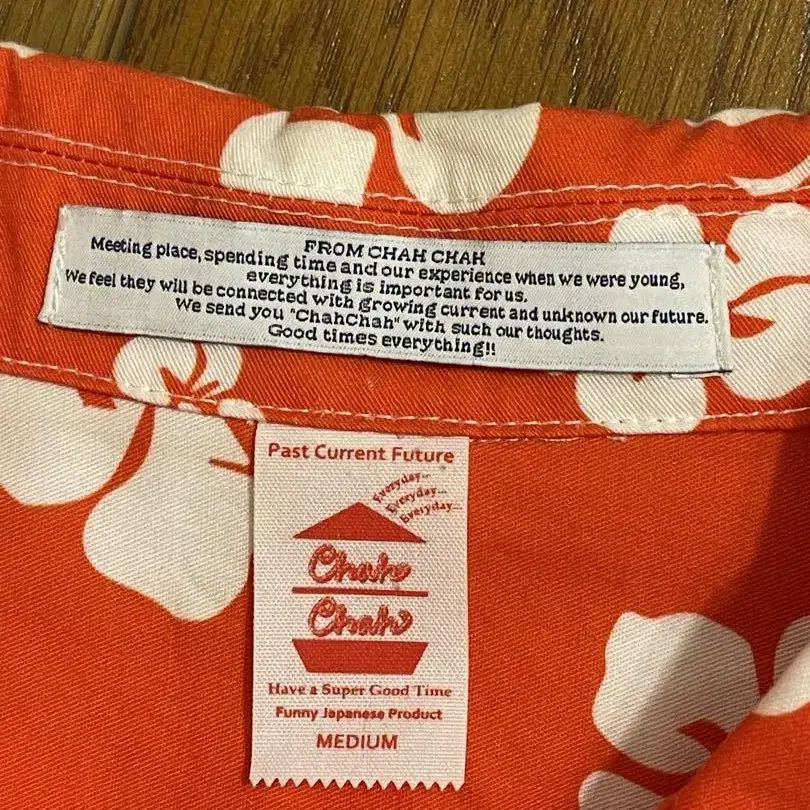 FROM CHAH CHAH
Meeting place, spending time and our experience when we were young,
everything is important for us.
We feel they will be connected with growing current and unknown our future.
We send you "ChahChah" with such our thoughts.
Good times everything!!
Past Current Future
Everyday...
Everyday...
Everyday...
Chah
Chah
Have a Super Good Time
Funny Japanese Product
MEDIUM